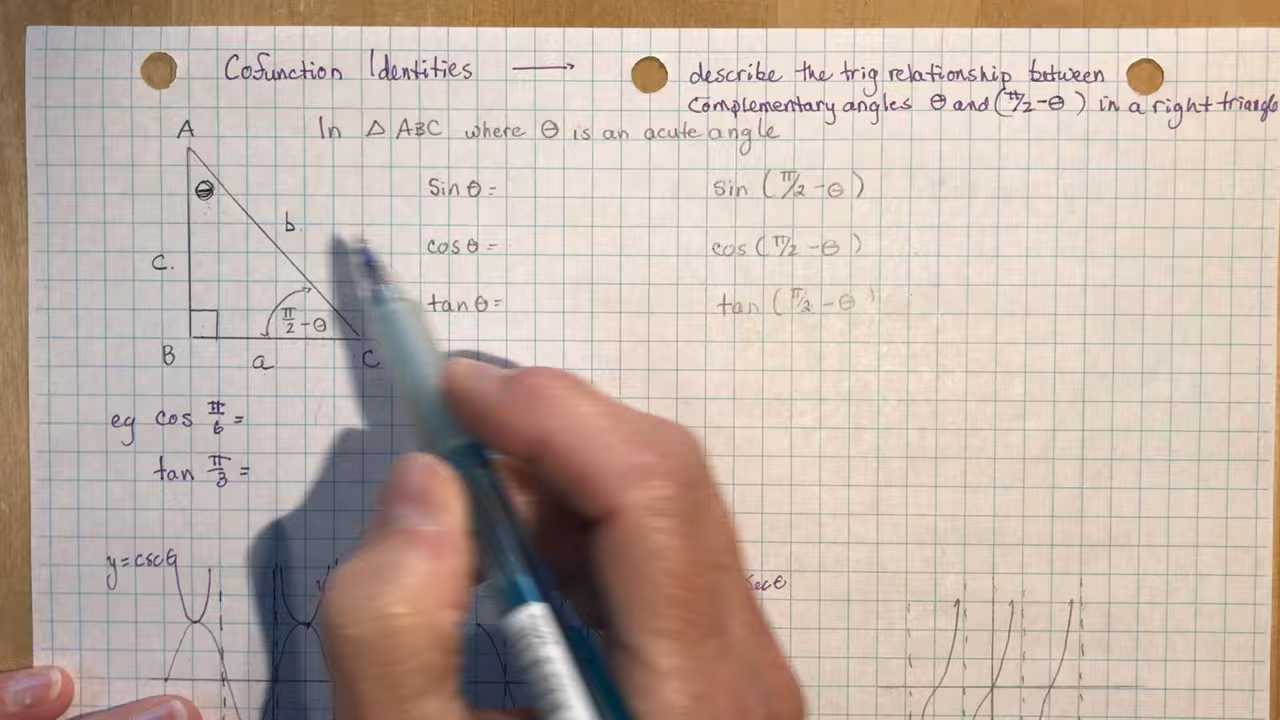 Cofunction Identities → describe the trig relationship between
complementary angles θ and (π/2 - θ) in a right triangle
In △ ABC where θ is an acute angle
A
θ
b.
c.
π/2 - θ
B
a
C
sin θ =
sin (π/2 - θ)
cos θ =
cos (π/2 - θ)
tan θ =
tan (π/2 - θ)
eg cos π/6 =
tan π/3 =
y = csc θ
sec θ